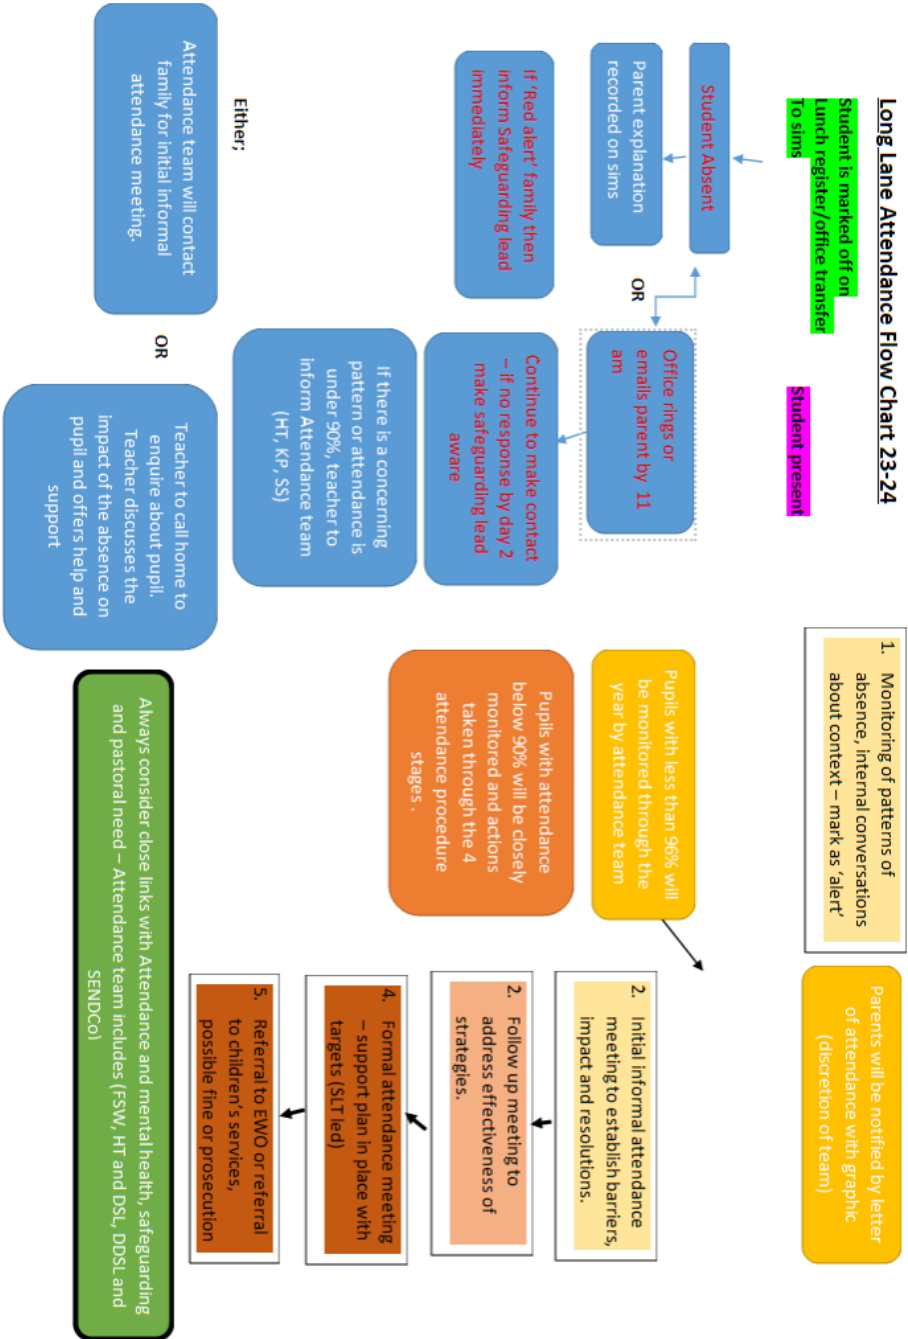 Long Lane Attendance Flow Chart 23-24
Student is marked off on
Lunch register/office transfer
To sims
Student present
Student Absent
Parent explanation
recorded on sims
OR
Office rings or
emails parent by 11
am
If ‘Red alert’ family then
inform Safeguarding lead
immediately
Continue to make contact
– if no response by day 2
make safeguarding lead
aware
If there is a concerning
pattern or attendance is
under 90%, teacher to
inform Attendance team
(HT, KP, SS)
Either;
Attendance team will contact
family for initial informal
attendance meeting.
OR
Teacher to call home to
enquire about pupil.
Teacher discusses the
impact of the absence on
pupil and offers help and
support
1. Monitoring of patterns of
absence, internal conversations
about context – mark as ‘alert’
Parents will be notified by letter
of attendance with graphic
(discretion of team)
Pupils with less than 96% will
be monitored through the
year by attendance team
Pupils with attendance
below 90% will be closely
monitored and actions
taken through the 4
attendance procedure
stages .
2. Initial informal attendance
meeting to establish barriers,
impact and resolutions.
2. Follow up meeting to
address effectiveness of
strategies.
4. Formal attendance meeting
– support plan in place with
targets (SLT led)
5. Referral to EWO or referral
to children’s services,
possible fine or prosecution
Always consider close links with Attendance and mental health, safeguarding
and pastoral need – Attendance team includes (FSW, HT and DSL, DDSL and
SENDCo)